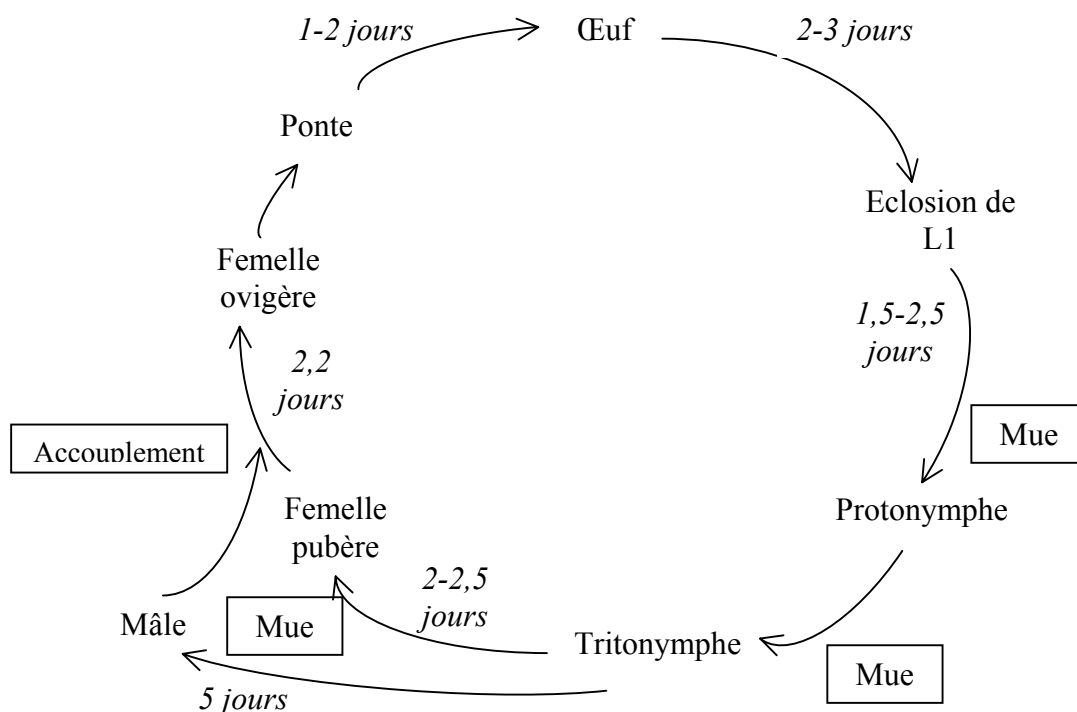 1-2 jours
Œuf
2-3 jours
Ponte
Eclosion de
L1
Femelle
ovigère
1,5-2,5
jours
2,2
jours
Mue
Accouplement
Femelle
pubère
Protonymphe
2-2,5
jours
Mâle
Mue
Tritonymphe
Mue
5 jours